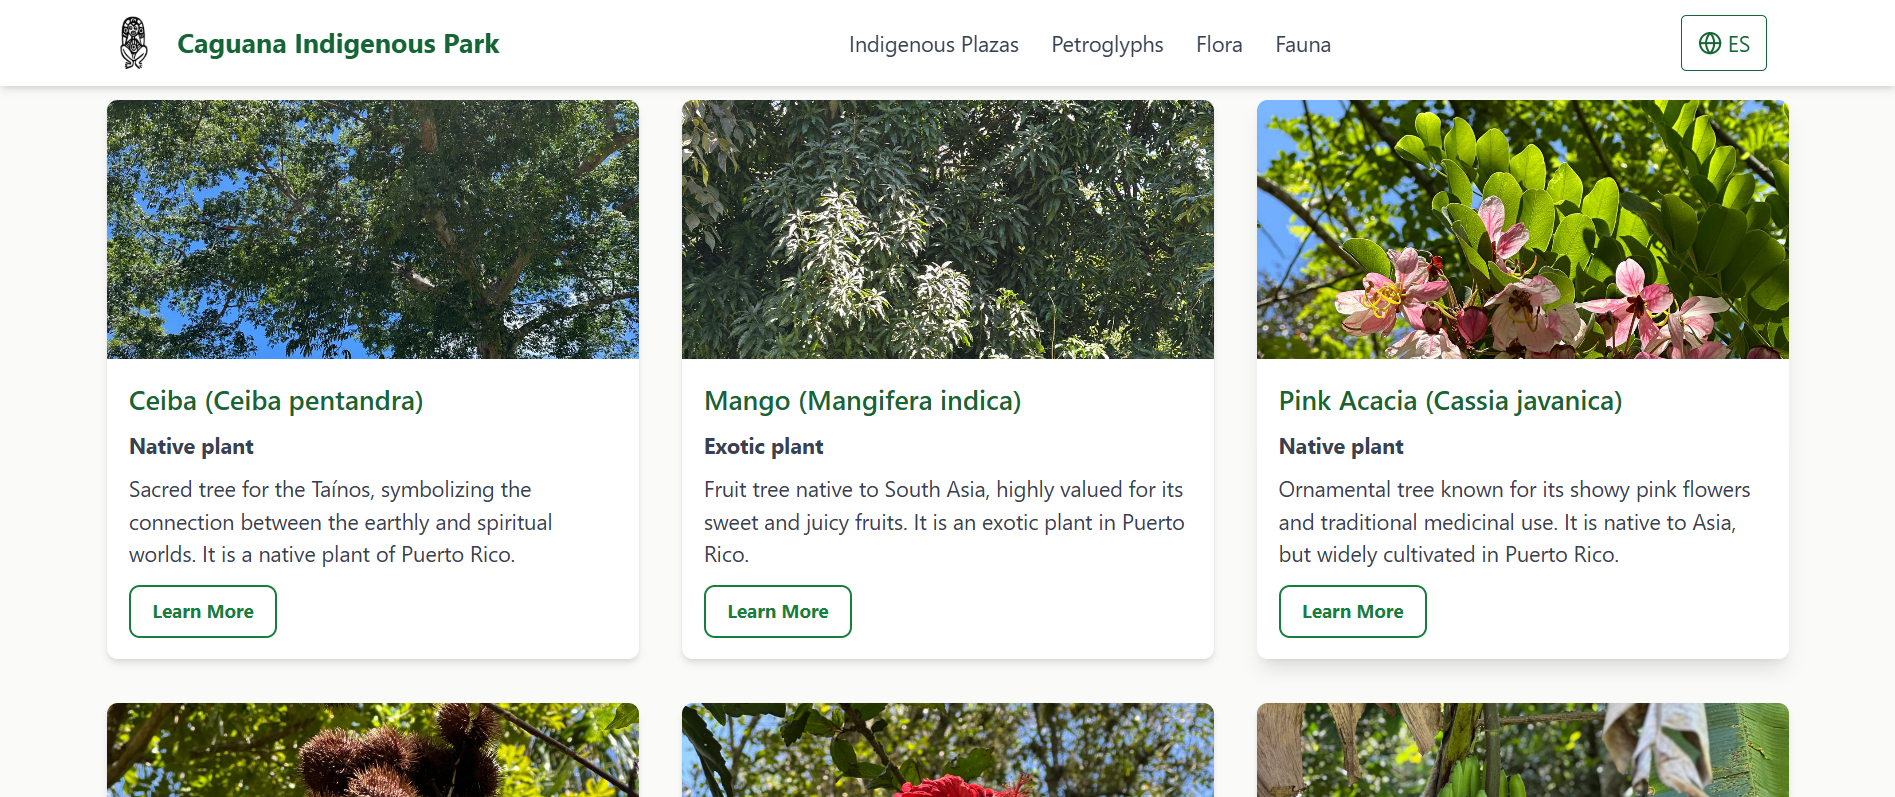 Caguana Indigenous Park
Indigenous Plazas
Petroglyphs
Flora
Fauna
ES
Ceiba (Ceiba pentandra)
Native plant
Sacred tree for the Taínos, symbolizing the
connection between the earthly and spiritual
worlds. It is a native plant of Puerto Rico.
Learn More
Mango (Mangifera indica)
Exotic plant
Fruit tree native to South Asia, highly valued for its
sweet and juicy fruits. It is an exotic plant in Puerto
Rico.
Learn More
Pink Acacia (Cassia javanica)
Native plant
Ornamental tree known for its showy pink flowers
and traditional medicinal use. It is native to Asia,
but widely cultivated in Puerto Rico.
Learn More